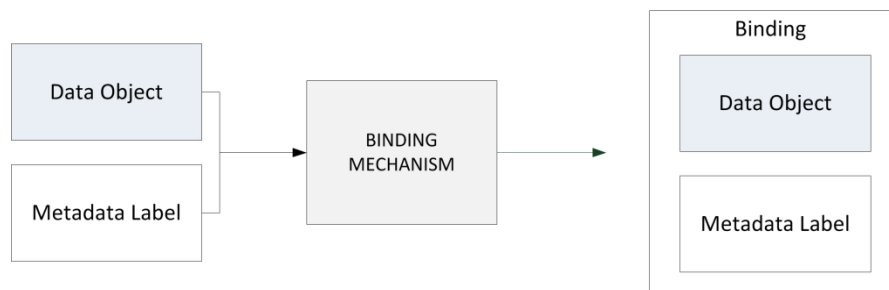 Data Object
Metadata Label
BINDING
MECHANISM
Binding
Data Object
Metadata Label